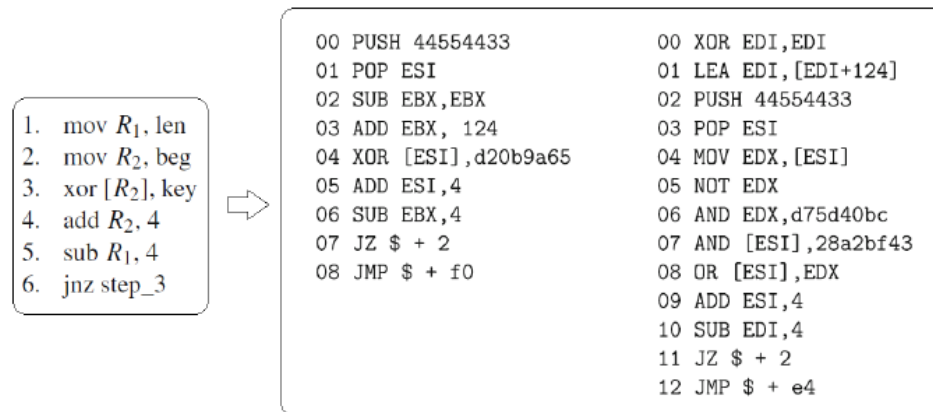 1. mov R1, len
2. mov R2, beg
3. xor [R2], key
4. add R2, 4
5. sub R1, 4
6. jnz step_3
00 PUSH 44554433
01 POP ESI
02 SUB EBX,EBX
03 ADD EBX, 124
04 XOR [ESI],d20b9a65
05 ADD ESI,4
06 SUB EBX,4
07 JZ $ + 2
08 JMP $ + f0
00 XOR EDI,EDI
01 LEA EDI,[EDI+124]
02 PUSH 44554433
03 POP ESI
04 MOV EDX,[ESI]
05 NOT EDX
06 AND EDX,d75d40bc
07 AND [ESI],28a2bf43
08 OR [ESI],EDX
09 ADD ESI,4
10 SUB EDI,4
11 JZ $ + 2
12 JMP $ + e4